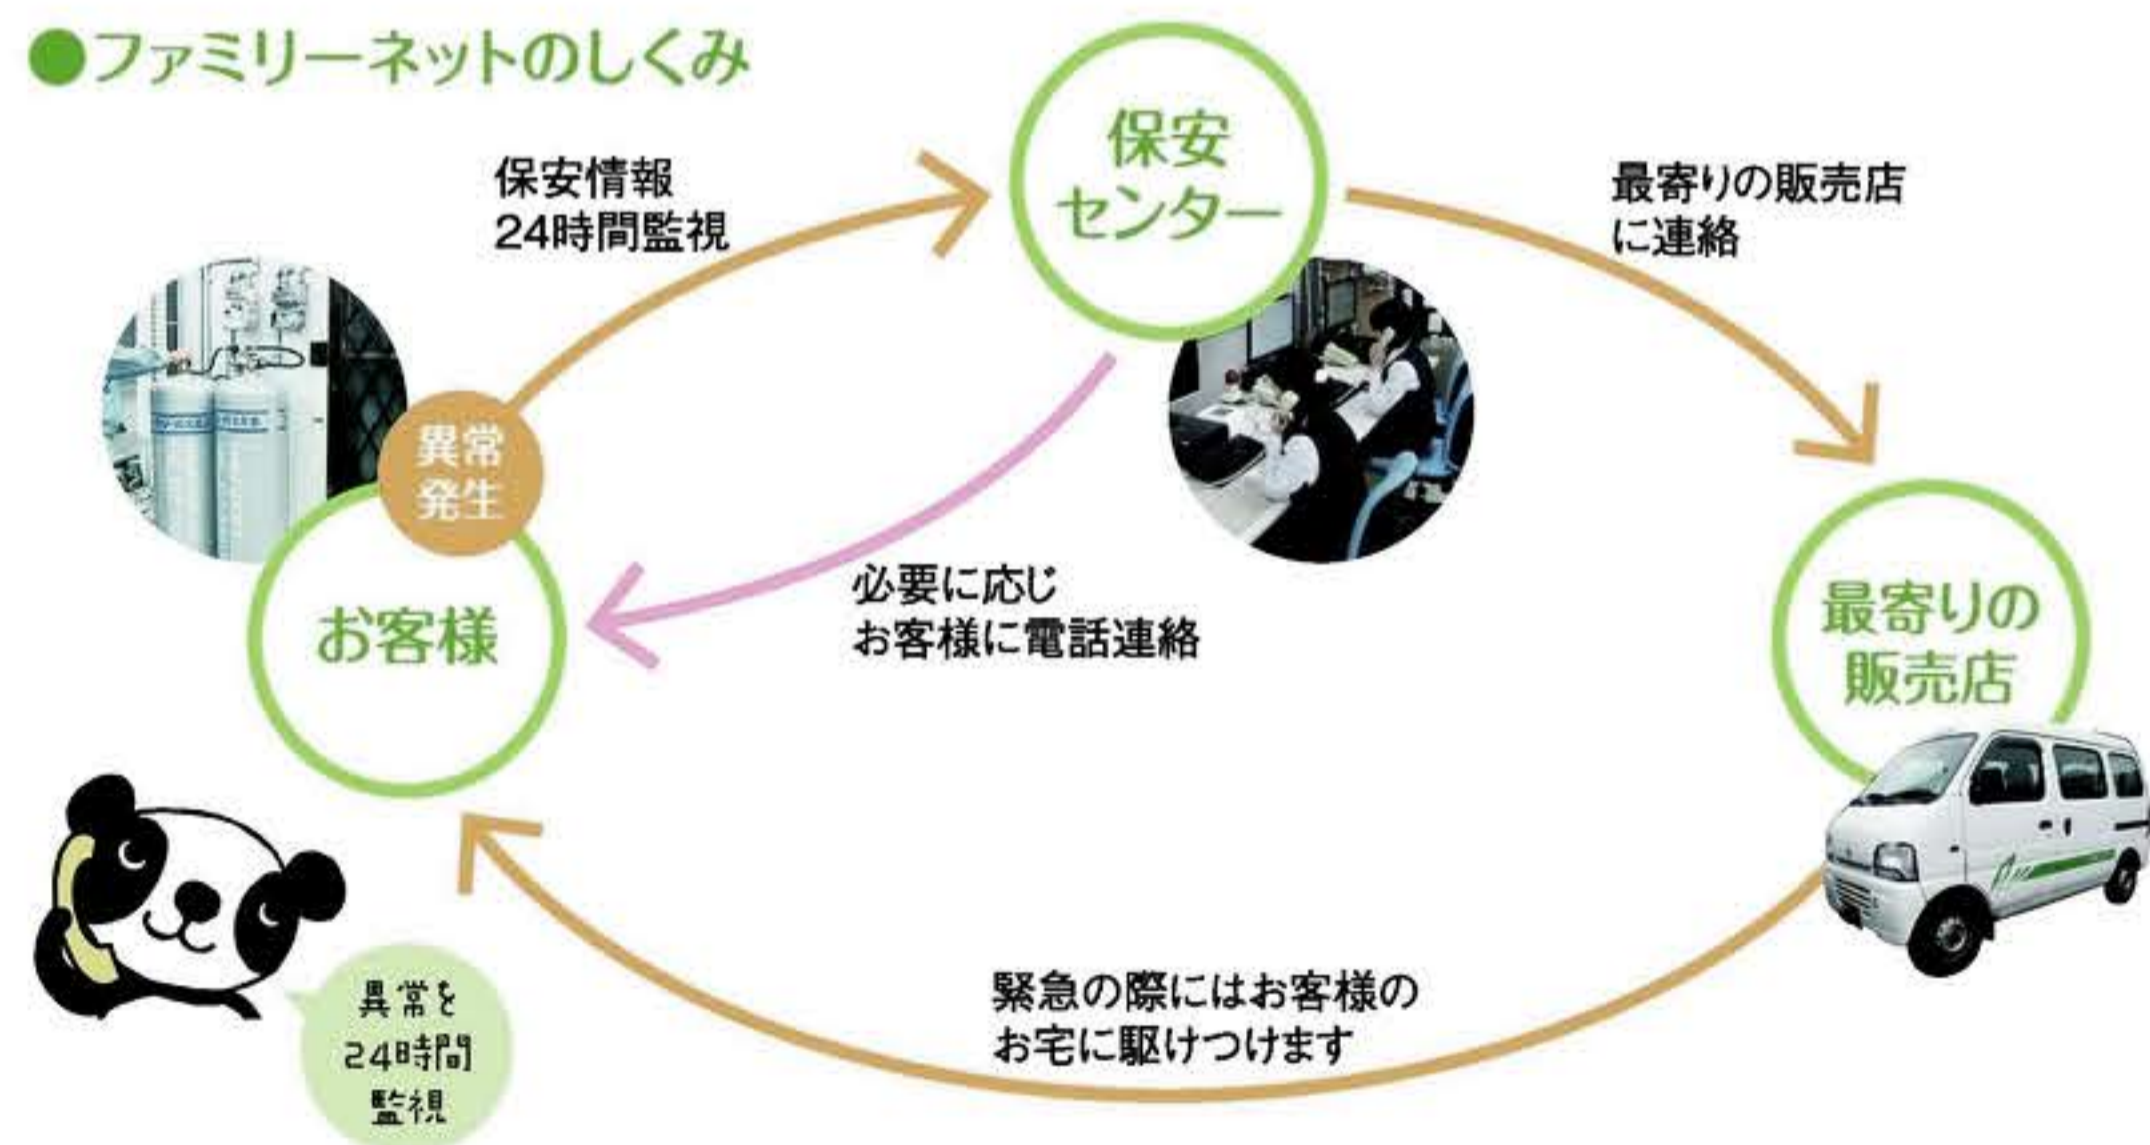 ●ファミリーネットのしくみ
保安
センター
保安情報
24時間監視
最寄りの販売店
に連絡
異常
発生
お客様
必要に応じ
お客様に電話連絡
最寄りの
販売店
緊急の際にはお客様の
お宅に駆けつけます
異常を
24時間
監視